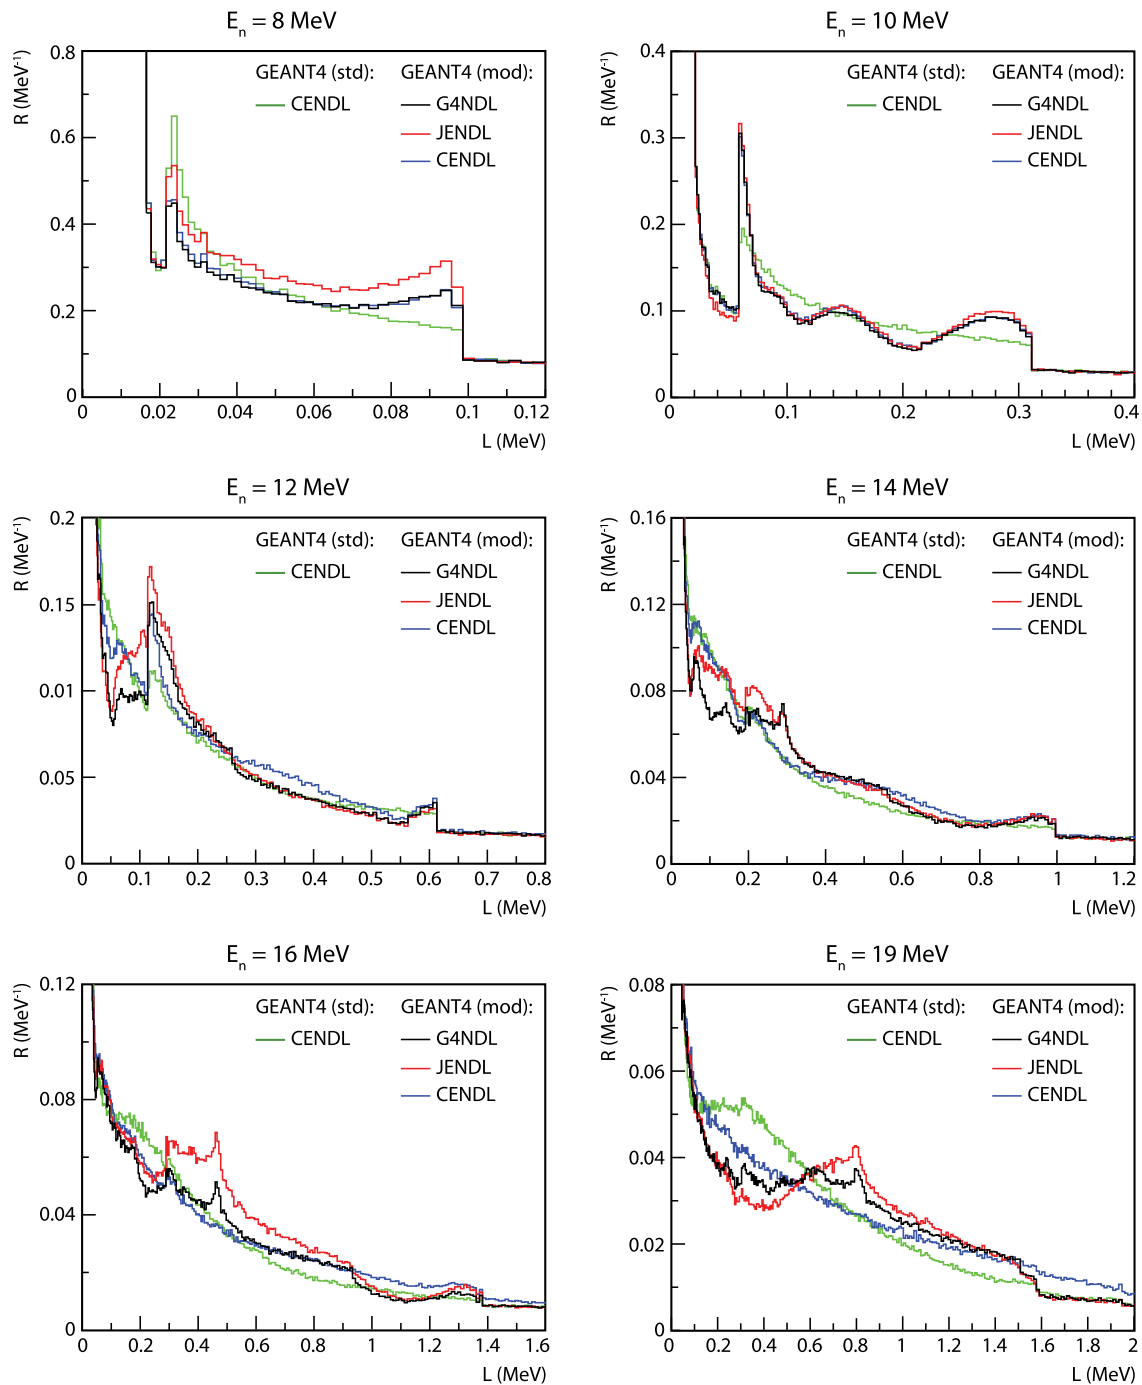 E_n = 8 MeV
R (MeV⁻¹)
0.8
0.6
0.4
0.2
0
GEANT4 (std): GEANT4 (mod):
CENDL G4NDL
JENDL
CENDL
0 0.02 0.04 0.06 0.08 0.1 0.12
L (MeV)
E_n = 10 MeV
R (MeV⁻¹)
0.4
0.3
0.2
0.1
0
GEANT4 (std): GEANT4 (mod):
CENDL G4NDL
JENDL
CENDL
0 0.1 0.2 0.3 0.4
L (MeV)
E_n = 12 MeV
R (MeV⁻¹)
0.2
0.15
0.01
0.05
0
GEANT4 (std): GEANT4 (mod):
CENDL G4NDL
JENDL
CENDL
0 0.1 0.2 0.3 0.4 0.5 0.6 0.7 0.8
L (MeV)
E_n = 14 MeV
R (MeV⁻¹)
0.16
0.12
0.08
0.04
0
GEANT4 (std): GEANT4 (mod):
CENDL G4NDL
JENDL
CENDL
0 0.2 0.4 0.6 0.8 1 1.2
L (MeV)
E_n = 16 MeV
R (MeV⁻¹)
0.12
0.08
0.04
0
GEANT4 (std): GEANT4 (mod):
CENDL G4NDL
JENDL
CENDL
0 0.2 0.4 0.6 0.8 1 1.2 1.4 1.6
L (MeV)
E_n = 19 MeV
R (MeV⁻¹)
0.08
0.06
0.04
0.02
0
GEANT4 (std): GEANT4 (mod):
CENDL G4NDL
JENDL
CENDL
0 0.2 0.4 0.6 0.8 1 1.2 1.4 1.6 1.8 2
L (MeV)